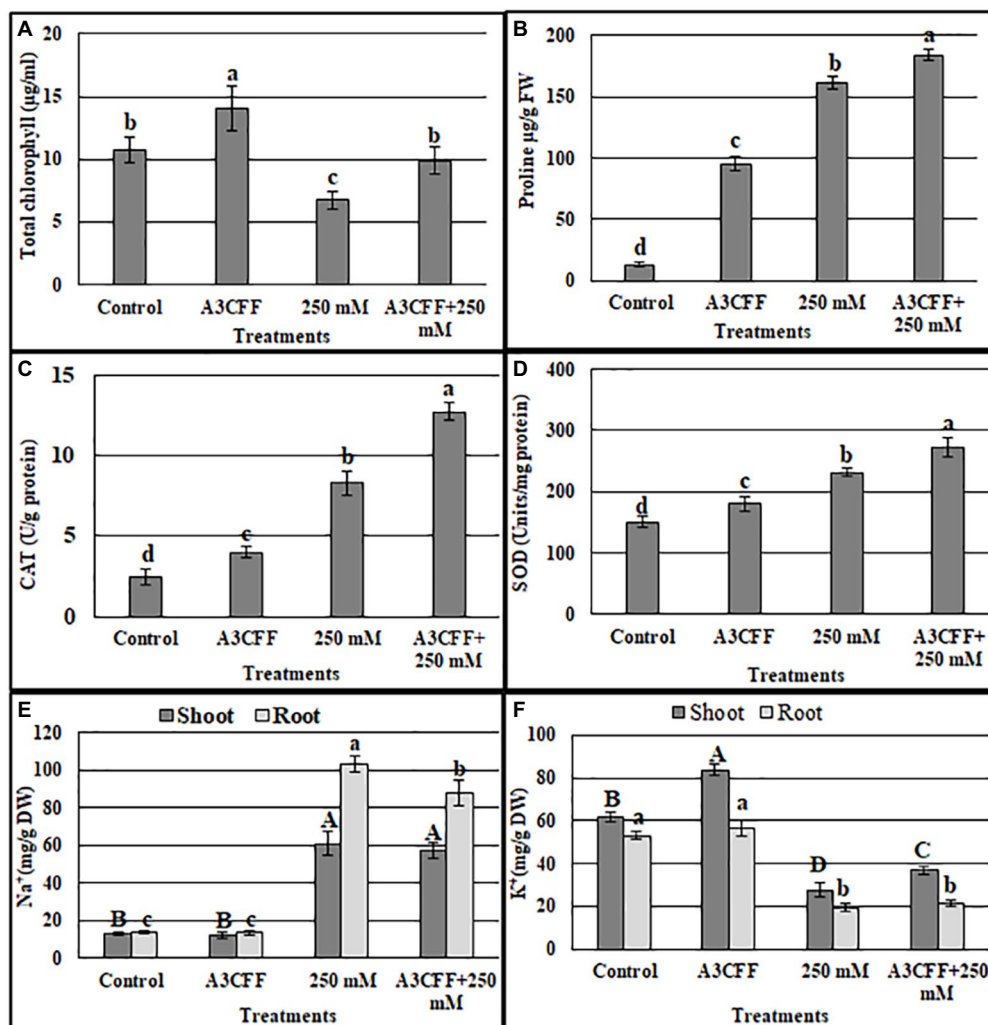 A
Total chlorophyll (µg/ml)
20
15
10
5
0
b
a
c
b
Control
A3CFF
250 mM
A3CFF+250
mM
Treatments
B
Proline µg/g FW
200
150
100
50
0
d
c
b
a
Control
A3CFF
250 mM
A3CFF+
250 mM
Treatments
C
CAT (U/g protein)
15
10
5
0
d
c
b
a
Control
A3CFF
250 mM
A3CFF+
250 mM
Treatments
D
SOD (Units/mg protein)
400
300
200
100
0
d
c
b
a
Control
A3CFF
250 mM
A3CFF+
250 mM
Treatments
E
Shoot Root
Na⁺(mg/g DW)
120
100
80
60
40
20
0
B c
B c
A a
A b
Control
A3CFF
250 mM
A3CFF+250
mM
Treatments
F
Shoot Root
K⁺(mg/g DW)
100
80
60
40
20
0
B a
A a
D b
C b
Control
A3CFF
250 mM
A3CFF+250
mM
Treatments